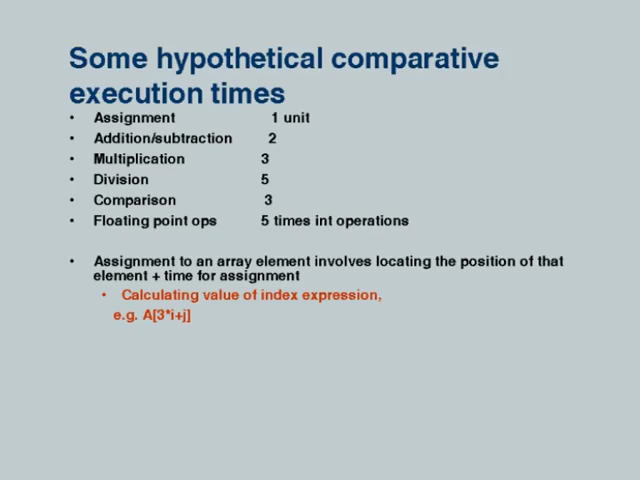 Some hypothetical comparative
execution times
• Assignment 1 unit
• Addition/subtraction 2
• Multiplication 3
• Division 5
• Comparison 3
• Floating point ops 5 times int operations
• Assignment to an array element involves locating the position of that
element + time for assignment
• Calculating value of index expression,
e.g. A[3*i+j]